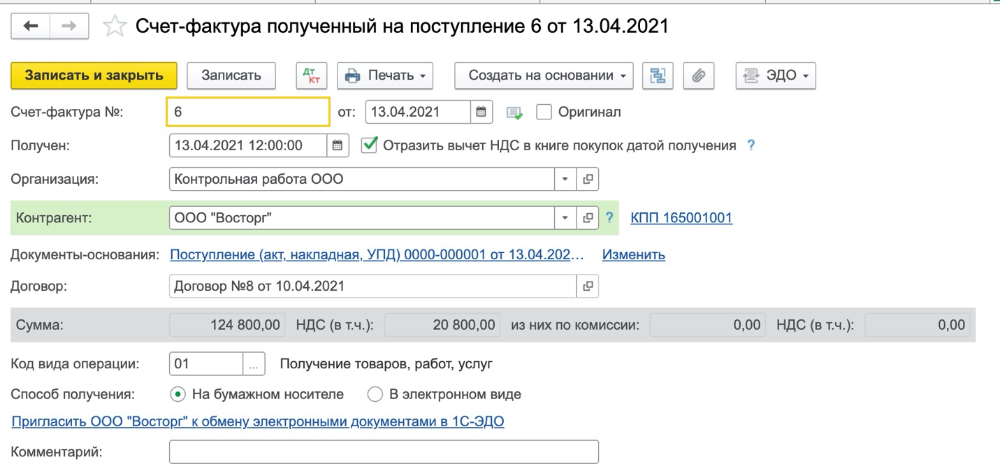 Счет-фактура полученный на поступление 6 от 13.04.2021
Записать и закрыть Записать Дт Кт Печать Создать на основании ЭДО
Счет-фактура №: 6 от: 13.04.2021 Оригинал
Получен: 13.04.2021 12:00:00 Отразить вычет НДС в книге покупок датой получения ?
Организация: Контрольная работа ООО
Контрагент: ООО "Восторг" ? КПП 165001001
Документы-основания: Поступление (акт, накладная, УПД) 0000-000001 от 13.04.202... Изменить
Договор: Договор №8 от 10.04.2021
Сумма: 124 800,00 НДС (в т.ч.): 20 800,00 из них по комиссии: 0,00 НДС (в т.ч.): 0,00
Код вида операции: 01 ... Получение товаров, работ, услуг
Способ получения: На бумажном носителе В электронном виде
Пригласить ООО "Восторг" к обмену электронными документами в 1С-ЭДО
Комментарий: